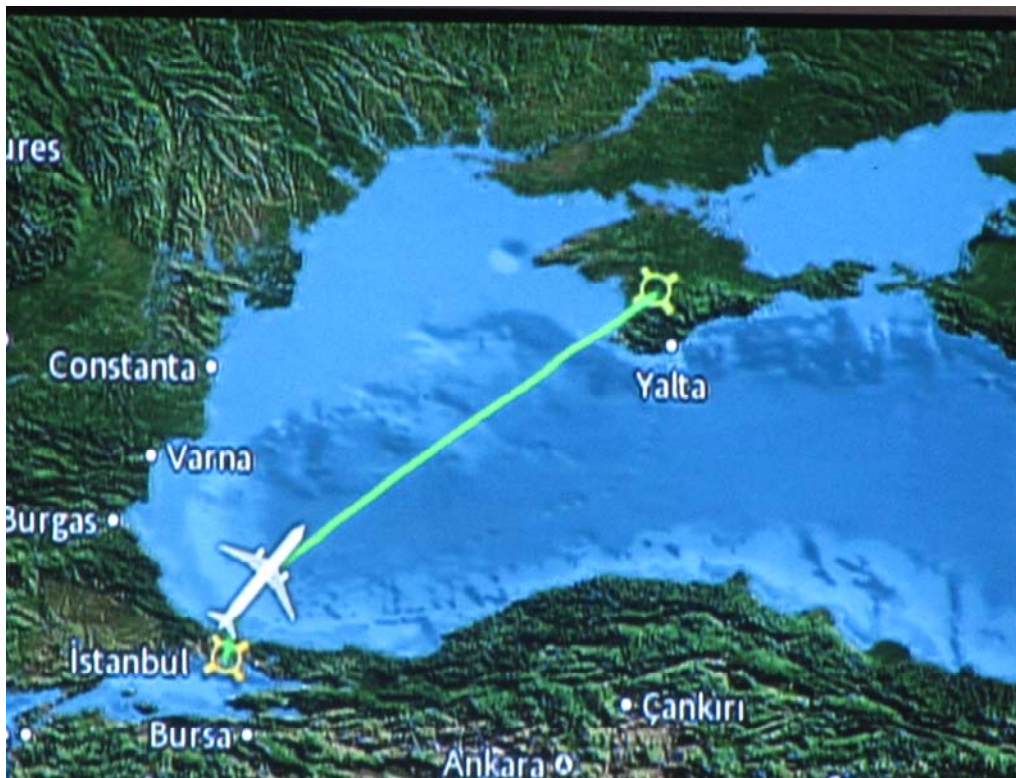 ures
Constanta
Yalta
Varna
Burgas
İstanbul
Çankırı
Bursa
Ankara